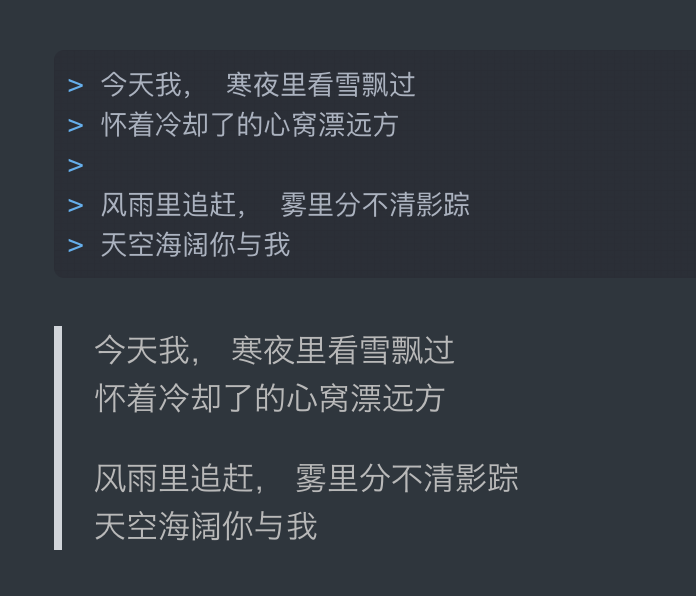 > 今天我， 寒夜里看雪飘过
> 怀着冷却了的心窝漂远方
>
> 风雨里追赶， 雾里分不清影踪
> 天空海阔你与我
今天我， 寒夜里看雪飘过
怀着冷却了的心窝漂远方
风雨里追赶， 雾里分不清影踪
天空海阔你与我